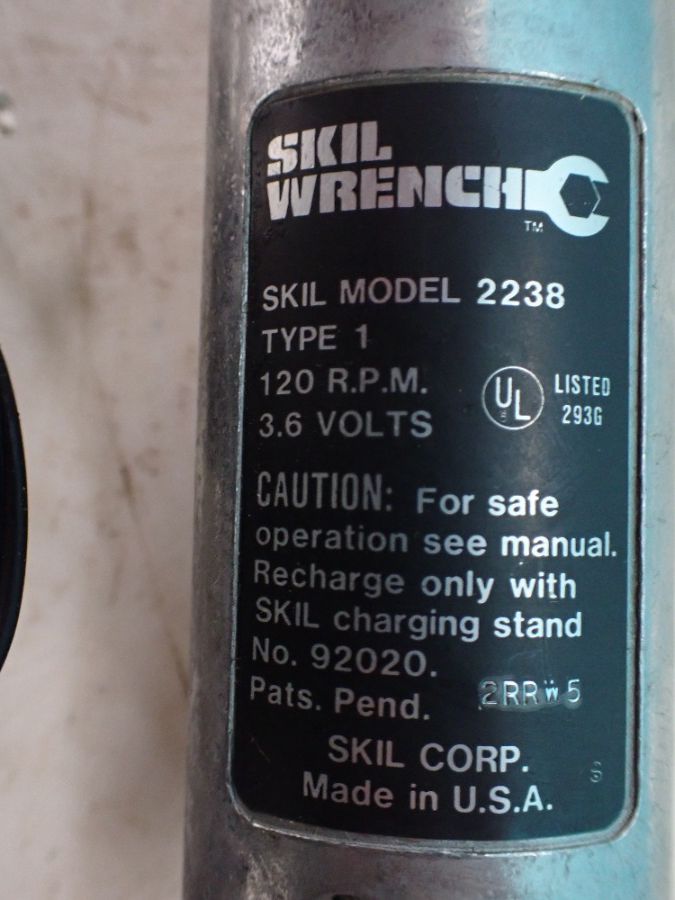 SKIL
WRENCH
TM
SKIL MODEL 2238
TYPE 1
120 R.P.M.
3.6 VOLTS
UL LISTED
293G
CAUTION: For safe
operation see manual.
Recharge only with
SKIL charging stand
No. 92020.
Pats. Pend. 2RRW5
SKIL CORP.
Made in U.S.A.